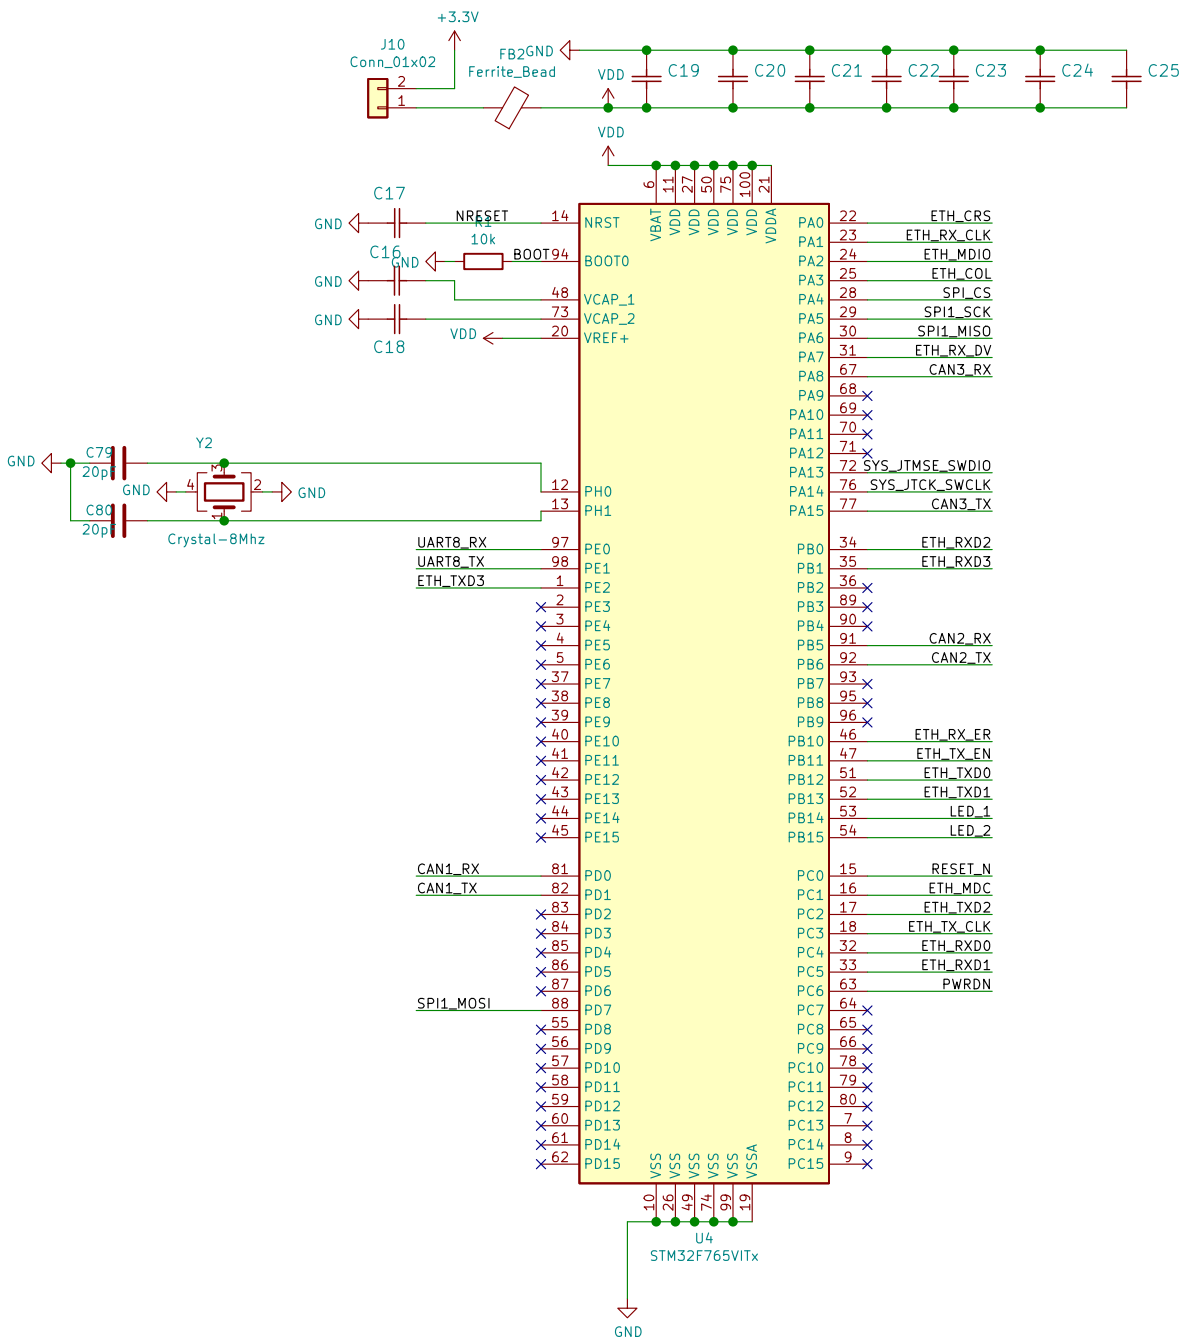 +3.3V
J10
Conn_01x02
2
1
FB2
Ferrite_Bead
GND
VDD
C19
C20
C21
C22
C23
C24
C25
VDD
6
11
27
50
75
100
21
VBAT
VDD
VDD
VDD
VDD
VDD
VDDA
C17
GND
NRESET
14
NRST
R1
10k
GND
BOOT
94
BOOT0
C16
GND
48
VCAP_1
GND
73
VCAP_2
C18
VDD
20
VREF+
GND
C79
20pF
Y2
3
GND
4
2
GND
C80
20pF
1
Crystal-8Mhz
12
PH0
13
PH1
UART8_RX 97 PE0
UART8_TX 98 PE1
ETH_TXD3 1 PE2
2 PE3
3 PE4
4 PE5
5 PE6
37 PE7
38 PE8
39 PE9
40 PE10
41 PE11
42 PE12
43 PE13
44 PE14
45 PE15
CAN1_RX 81 PD0
CAN1_TX 82 PD1
83 PD2
84 PD3
85 PD4
86 PD5
87 PD6
SPI1_MOSI 88 PD7
55 PD8
56 PD9
57 PD10
58 PD11
59 PD12
60 PD13
61 PD14
62 PD15
PA0 22 ETH_CRS
PA1 23 ETH_RX_CLK
PA2 24 ETH_MDIO
PA3 25 ETH_COL
PA4 28 SPI_CS
PA5 29 SPI1_SCK
PA6 30 SPI1_MISO
PA7 31 ETH_RX_DV
PA8 67 CAN3_RX
PA9 68
PA10 69
PA11 70
PA12 71
PA13 72 SYS_JTMSE_SWDIO
PA14 76 SYS_JTCK_SWCLK
PA15 77 CAN3_TX
PB0 34 ETH_RXD2
PB1 35 ETH_RXD3
PB2 36
PB3 89
PB4 90
PB5 91 CAN2_RX
PB6 92 CAN2_TX
PB7 93
PB8 95
PB9 96
PB10 46 ETH_RX_ER
PB11 47 ETH_TX_EN
PB12 51 ETH_TXD0
PB13 52 ETH_TXD1
PB14 53 LED_1
PB15 54 LED_2
PC0 15 RESET_N
PC1 16 ETH_MDC
PC2 17 ETH_TXD2
PC3 18 ETH_TX_CLK
PC4 32 ETH_RXD0
PC5 33 ETH_RXD1
PC6 63 PWRDN
PC7 64
PC8 65
PC9 66
PC10 78
PC11 79
PC12 80
PC13 7
PC14 8
PC15 9
VSS
VSS
VSS
VSS
VSS
VSSA
10
26
49
74
99
19
U4
STM32F765VITx
GND